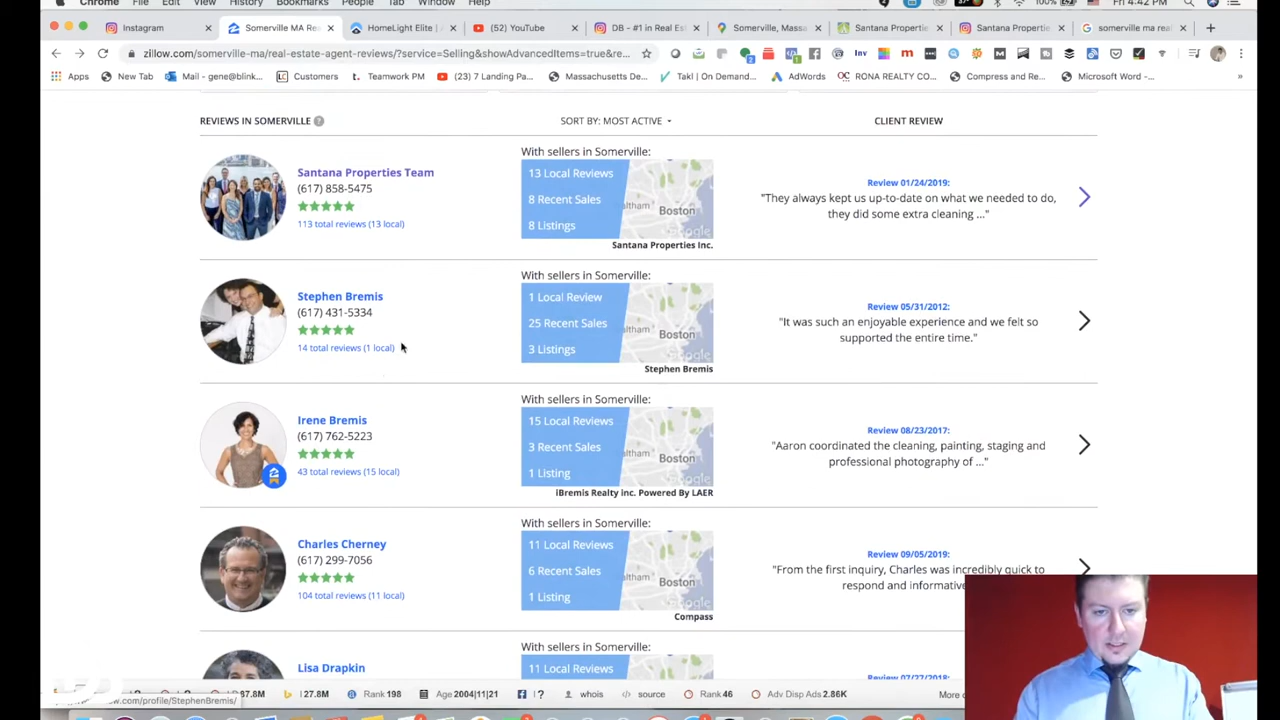 Chrome File Edit View History Bookmarks People Tab Window Help 100% Fri 4:42 PM
Instagram Somerville MA Rea HomeLight Elite | (52) YouTube DB - #1 in Real Es Somerville, Massa Santana Properti Santana Properti somerville ma real
zillow.com/somerville-ma/real-estate-agent-reviews/?service=Selling&showAdvancedItems=true&re...
Apps New Tab Mail - gene@blink... Customers Teamwork PM (23) 7 Landing Pa... Massachusetts De... Takl | On Demand... AdWords RONA REALTY CO... Compress and Re... Microsoft Word -... »
REVIEWS IN SOMERVILLE ? SORT BY: MOST ACTIVE CLIENT REVIEW
With sellers in Somerville:
Santana Properties Team
(617) 858-5475
113 total reviews (13 local)
13 Local Reviews
8 Recent Sales
8 Listings
altham Boston
Google
Santana Properties Inc.
Review 01/24/2019:
"They always kept us up-to-date on what we needed to do,
they did some extra cleaning ..."
With sellers in Somerville:
Stephen Bremis
(617) 431-5334
14 total reviews (1 local)
1 Local Review
25 Recent Sales
3 Listings
altham Boston
Google
Stephen Bremis
Review 05/31/2012:
"It was such an enjoyable experience and we felt so
supported the entire time."
With sellers in Somerville:
Irene Bremis
(617) 762-5223
43 total reviews (15 local)
15 Local Reviews
3 Recent Sales
1 Listing
altham Boston
Google
iBremis Realty Inc. Powered By LAER
Review 08/23/2017:
"Aaron coordinated the cleaning, painting, staging and
professional photography of ..."
With sellers in Somerville:
Charles Cherney
(617) 299-7056
104 total reviews (11 local)
11 Local Reviews
6 Recent Sales
1 Listing
altham Boston
Google
Compass
Review 09/05/2019:
"From the first inquiry, Charles was incredibly quick to
respond and informative
With sellers in Somerville:
Lisa Drapkin
11 Local Reviews
Review 07/27/2018:
67.8M 27.8M Rank 198 Age 2004|11|21 ? whois source Rank 46 Adv Disp Ads 2.86K More
.com/profile/StephenBremis/